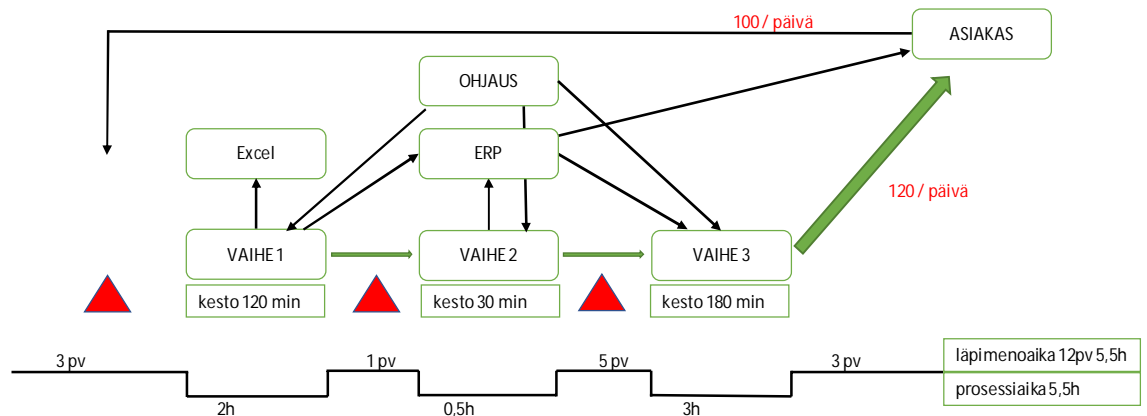 100 / päivä
ASIAKAS
OHJAUS
Excel
ERP
120 / päivä
VAIHE 1
VAIHE 2
VAIHE 3
kesto 120 min
kesto 30 min
kesto 180 min
3 pv
1 pv
5 pv
3 pv
läpimenoaika 12pv 5,5h
2h
0,5h
3h
prosessiaika 5,5h